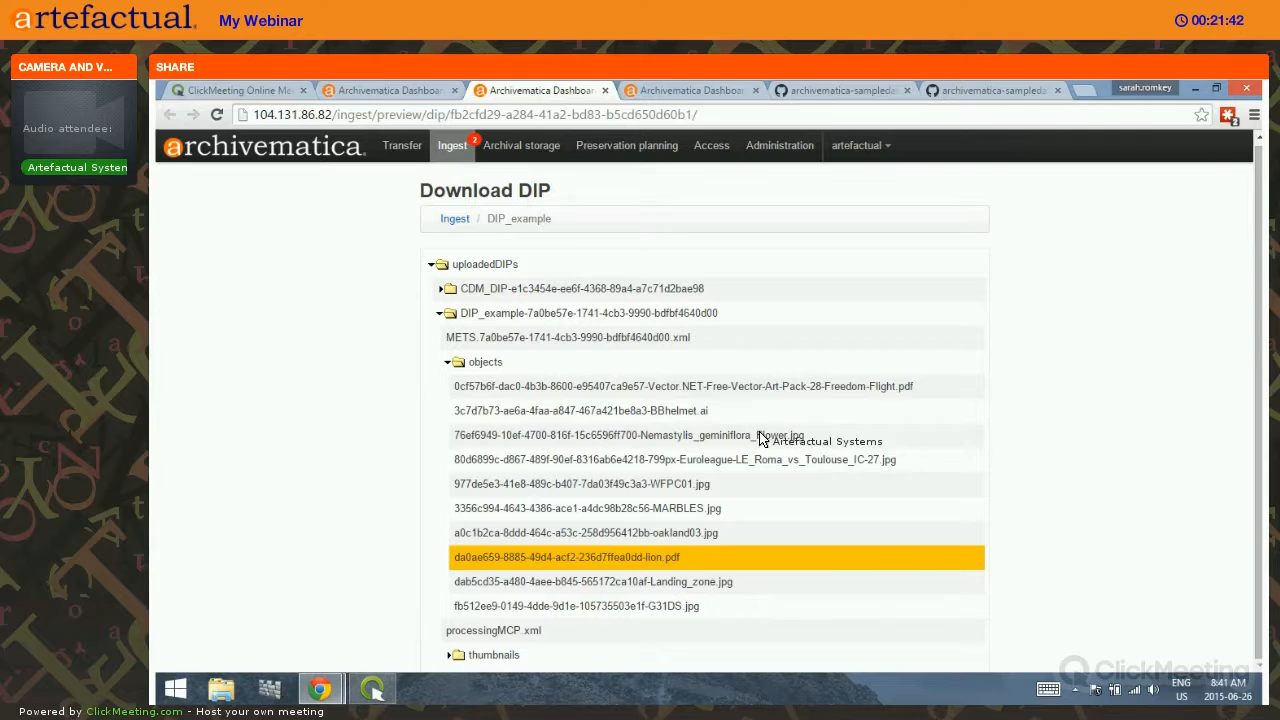 artefactual.
My Webinar
00:21:42
CAMERA AND V...
SHARE
Audio attendee:
Artefactual System
ClickMeeting Online Me
Archivematica Dashboar
Archivematica Dashboar
Archivematica Dashboar
archivematica-sampleda
archivematica-sampleda
sarah.romkey
104.131.86.82/ingest/preview/dip/fb2cfd29-a284-41a2-bd83-b5cd650d60b1/
2
archivematica.
Transfer
Ingest
2
Archival storage
Preservation planning
Access
Administration
artefactual
Download DIP
Ingest / DIP_example
uploadedDIPs
CDM_DIP-e1c3454e-ee6f-4368-89a4-a7c71d2bae98
DIP_example-7a0be57e-1741-4cb3-9990-bdfbf4640d00
METS.7a0be57e-1741-4cb3-9990-bdfbf4640d00.xml
objects
0cf57b6f-dac0-4b3b-8600-e95407ca9e57-Vector.NET-Free-Vector-Art-Pack-28-Freedom-Flight.pdf
3c7d7b73-ae6a-4faa-a847-467a421be8a3-BBhelmet.ai
76ef6949-10ef-4700-816f-15c6596ff700-Nemastylis_geminiflora_Flower.jpg
Artefactual Systems
80d6899c-d867-489f-90ef-8316ab6e4218-799px-Euroleague-LE_Roma_vs_Toulouse_IC-27.jpg
977de5e3-41e8-489c-b407-7da03f49c3a3-WFPC01.jpg
3356c994-4643-4386-ace1-a4dc98b28c56-MARBLES.jpg
a0c1b2ca-8ddd-464c-a53c-258d956412bb-oakland03.jpg
da0ae659-8885-49d4-acf2-236d7ffea0dd-lion.pdf
dab5cd35-a480-4aee-b845-565172ca10af-Landing_zone.jpg
fb512ee9-0149-4dde-9d1e-105735503e1f-G31DS.jpg
processingMCP.xml
thumbnails
ClickMeeting
ENG
US
8:41 AM
2015-06-26
Powered by ClickMeeting.com - Host your own meeting